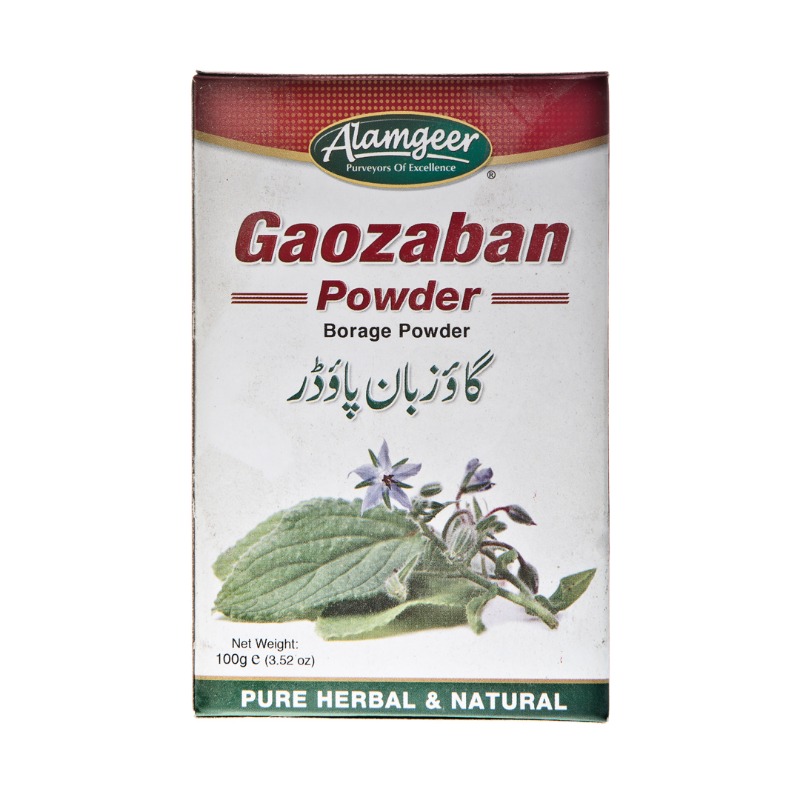 Alamgeer
Purveyors Of Excellence
®
Gaozaban
Powder
Borage Powder
گاؤزبان پاؤڈر
Net Weight:
100g e (3.52 oz)
PURE HERBAL & NATURAL